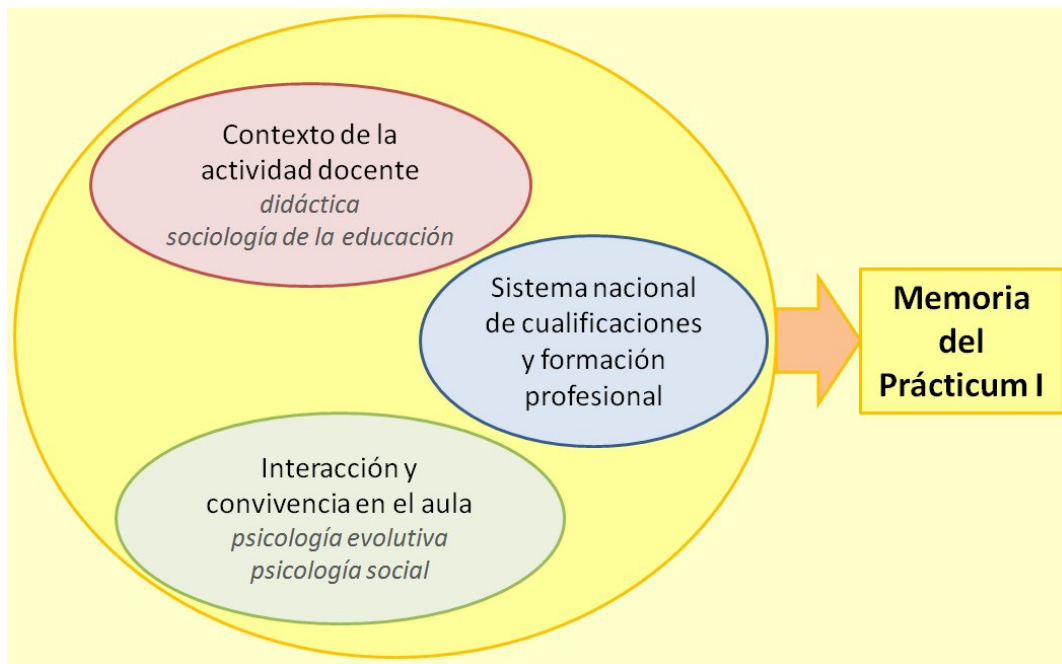 Contexto de la
actividad docente
didáctica
sociología de la educación
Sistema nacional
de cualificaciones
y formación
profesional
Interacción y
convivencia en el aula
psicología evolutiva
psicología social
Memoria
del
Prácticum I